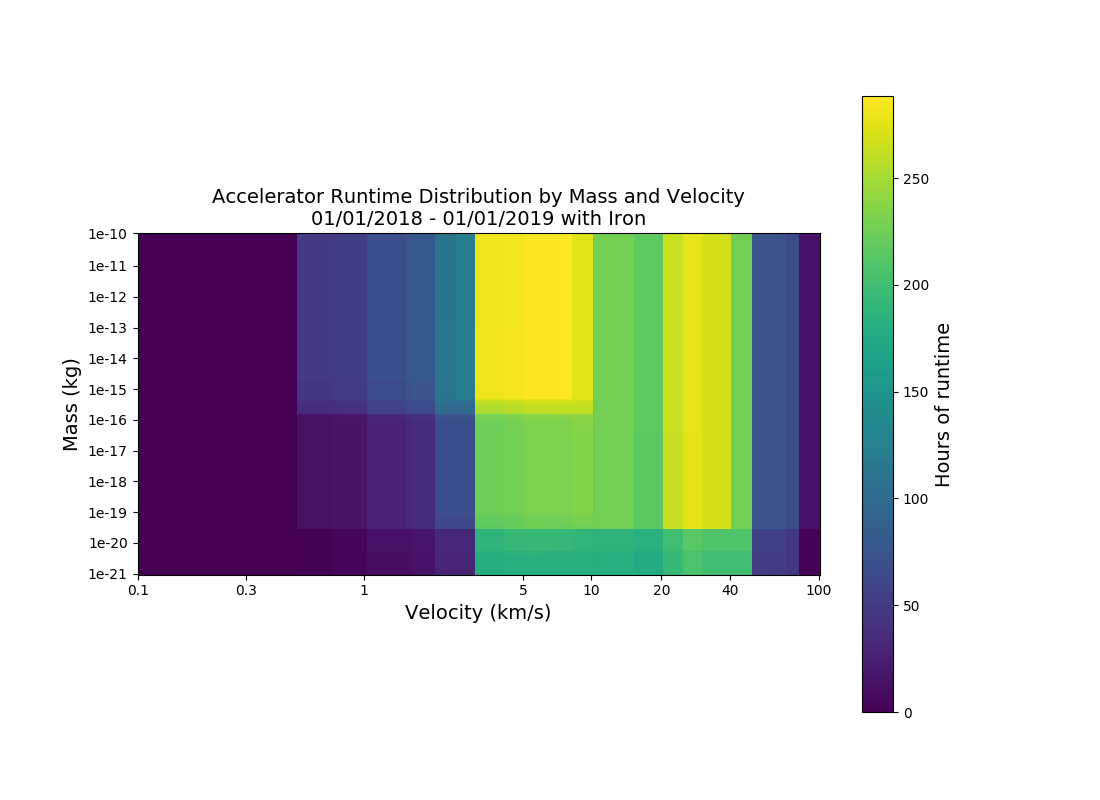 Accelerator Runtime Distribution by Mass and Velocity
01/01/2018 - 01/01/2019 with Iron
1e-10
1e-11
1e-12
1e-13
1e-14
1e-15
1e-16
1e-17
1e-18
1e-19
1e-20
1e-21
Mass (kg)
0.1 0.3 1 5 10 20 40 100
Velocity (km/s)
250
200
150
100
50
0
Hours of runtime